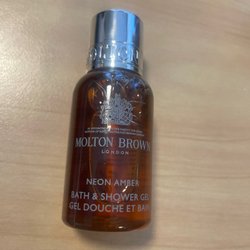 MOLTON BROWN
LONDON
NEON AMBER
BATH & SHOWER GEL
GEL DOUCHE ET BAIN